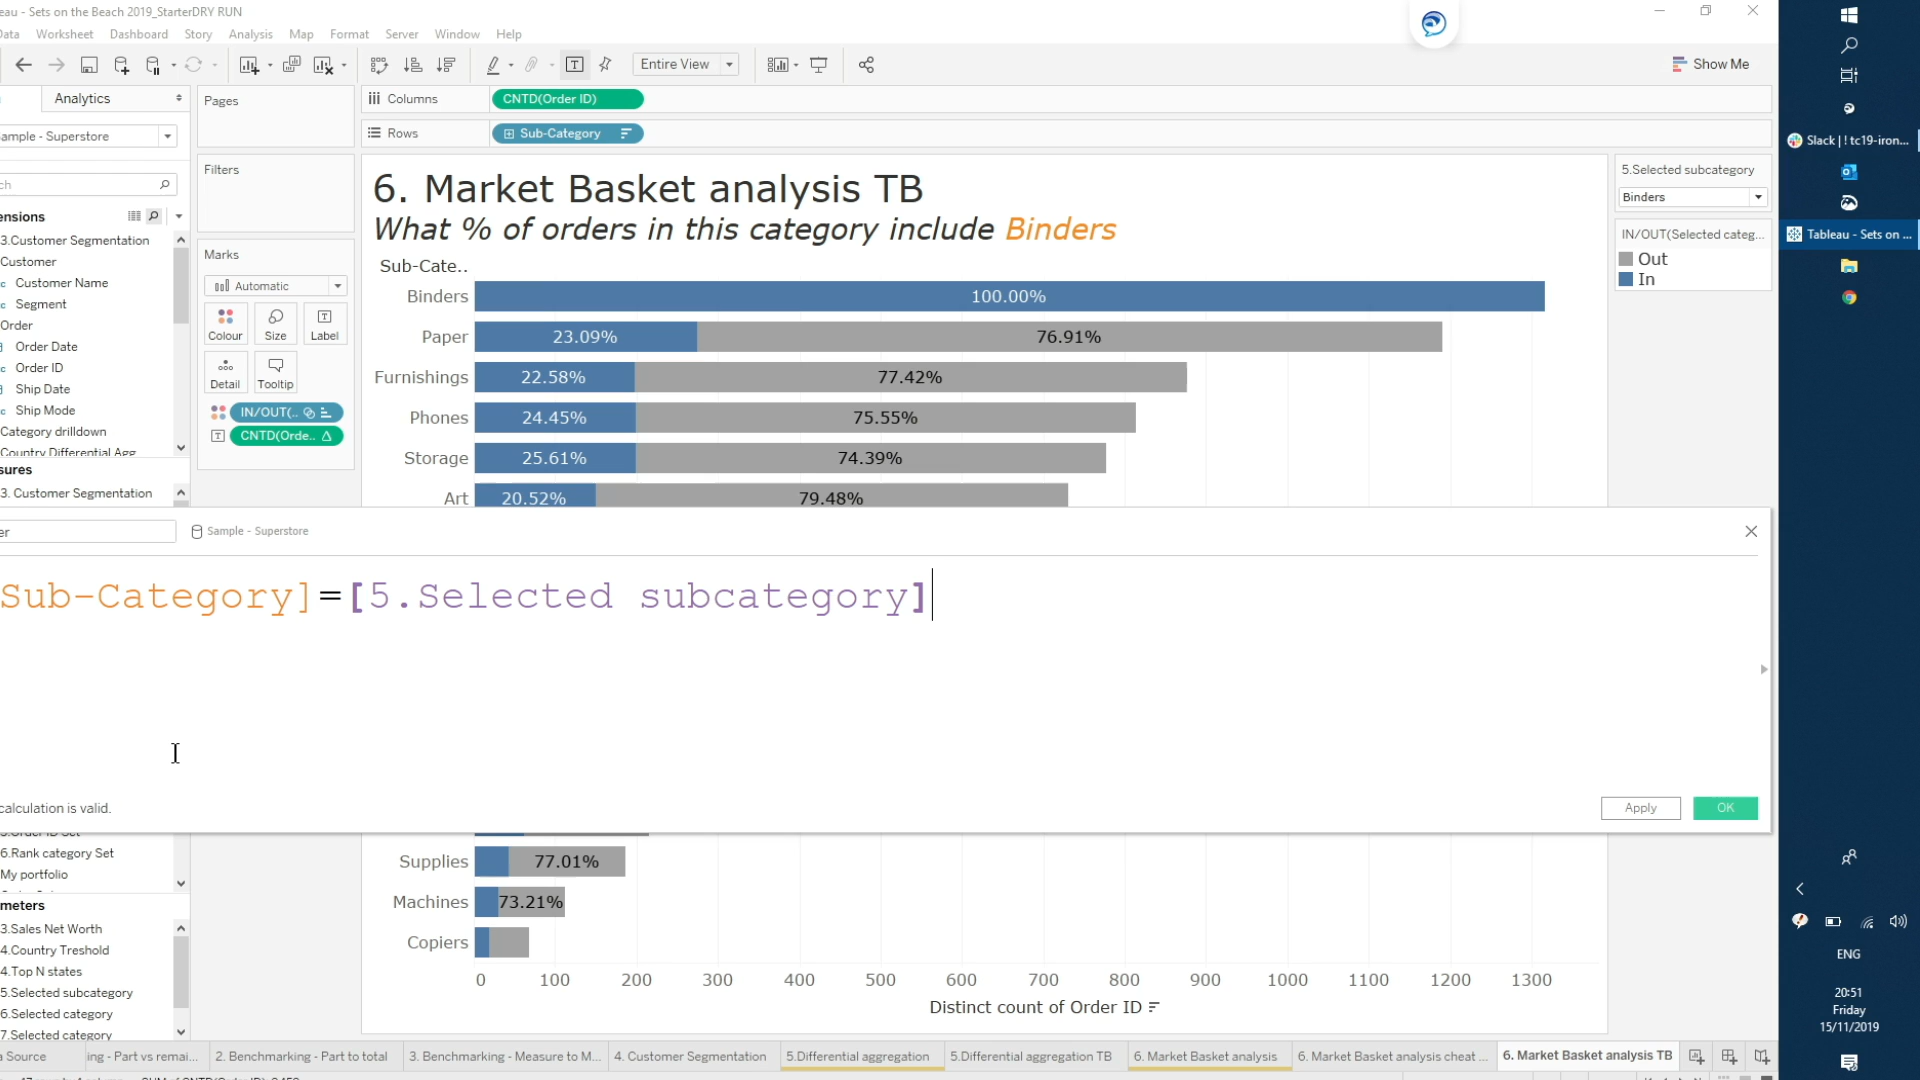 eau - Sets on the Beach 2019_StarterDRY RUN
Data Worksheet Dashboard Story Analysis Map Format Server Window Help
Entire View
Show Me
Analytics
Pages
Columns
CNTD(Order ID)
ample - Superstore
Rows
Sub-Category
Filters
ch
ensions
3.Customer Segmentation
Customer
Customer Name
Segment
Order
Order Date
Order ID
Ship Date
Ship Mode
Category drilldown
Country Differential Agg
sures
3. Customer Segmentation
Marks
Automatic
Colour Size Label
Detail Tooltip
IN/OUT(..
CNTD(Orde..
6. Market Basket analysis TB
What % of orders in this category include Binders
Sub-Cate..
Binders 100.00%
Paper 23.09% 76.91%
Furnishings 22.58% 77.42%
Phones 24.45% 75.55%
Storage 25.61% 74.39%
Art 20.52% 79.48%
5.Selected subcategory
Binders
IN/OUT(Selected categ...
Out
In
er
Sample - Superstore
Sub-Category]=[5.Selected subcategory]
calculation is valid.
Apply OK
5.Order ID Set
6.Rank category Set
My portfolio
meters
3.Sales Net Worth
4.Country Treshold
4.Top N states
5.Selected subcategory
6.Selected category
7.Selected category
Supplies 77.01%
Machines 73.21%
Copiers
0 100 200 300 400 500 600 700 800 900 1000 1100 1200 1300
Distinct count of Order ID
a Source ing - Part vs remai... 2. Benchmarking - Part to total 3. Benchmarking - Measure to M... 4. Customer Segmentation 5.Differential aggregation 5.Differential aggregation TB 6. Market Basket analysis 6. Market Basket analysis cheat ... 6. Market Basket analysis TB
Slack | ! tc19-iron...
Tableau - Sets on ...
ENG
20:51
Friday
15/11/2019